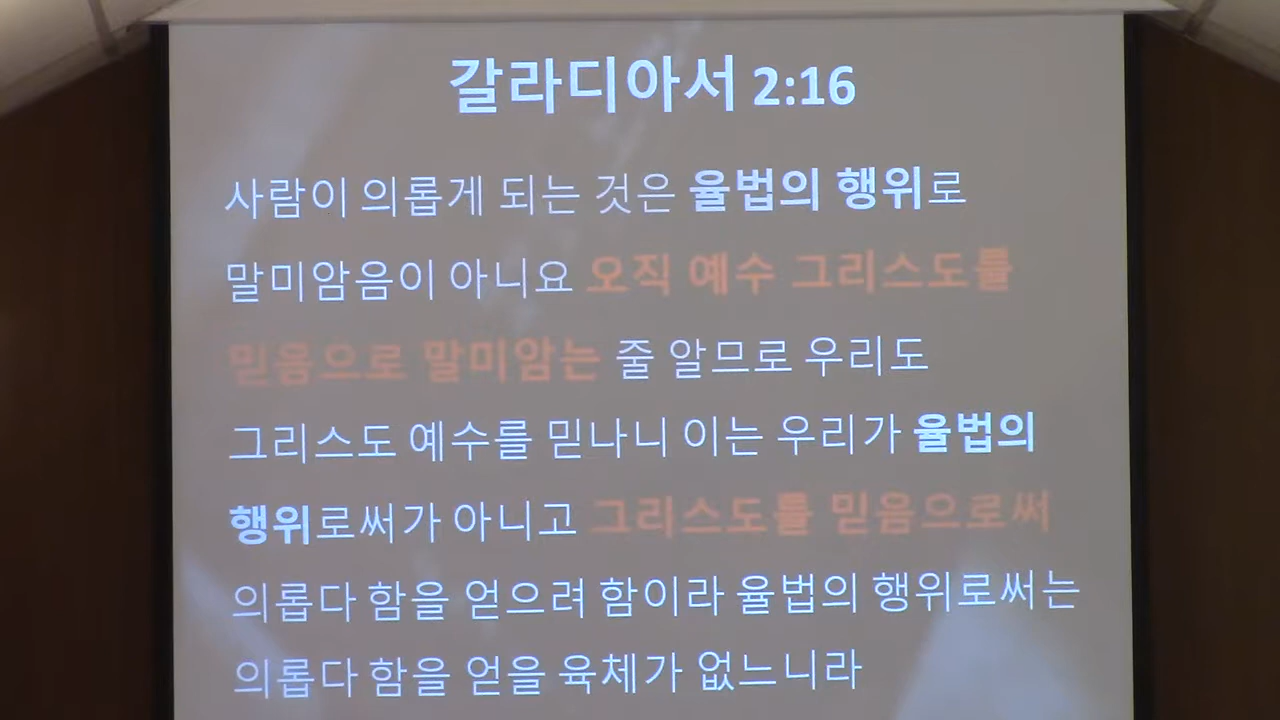 갈라디아서 2:16
사람이 의롭게 되는 것은 율법의 행위로
말미암음이 아니요 오직 예수 그리스도를
믿음으로 말미암는 줄 알므로 우리도
그리스도 예수를 믿나니 이는 우리가 율법의
행위로써가 아니고 그리스도를 믿음으로써
의롭다 함을 얻으려 함이라 율법의 행위로써는
의롭다 함을 얻을 육체가 없느니라